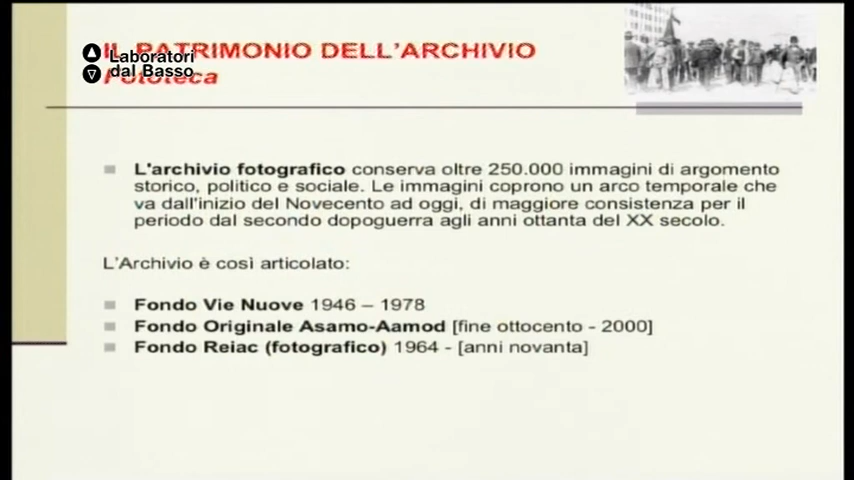 IL PATRIMONIO DELL'ARCHIVIO
Fototeca
Laboratori
dal Basso
L'archivio fotografico conserva oltre 250.000 immagini di argomento
storico, politico e sociale. Le immagini coprono un arco temporale che
va dall'inizio del Novecento ad oggi, di maggiore consistenza per il
periodo dal secondo dopoguerra agli anni ottanta del XX secolo.
L'Archivio è così articolato:
Fondo Vie Nuove 1946 – 1978
Fondo Originale Asamo-Aamod [fine ottocento - 2000]
Fondo Reiac (fotografico) 1964 - [anni novanta]